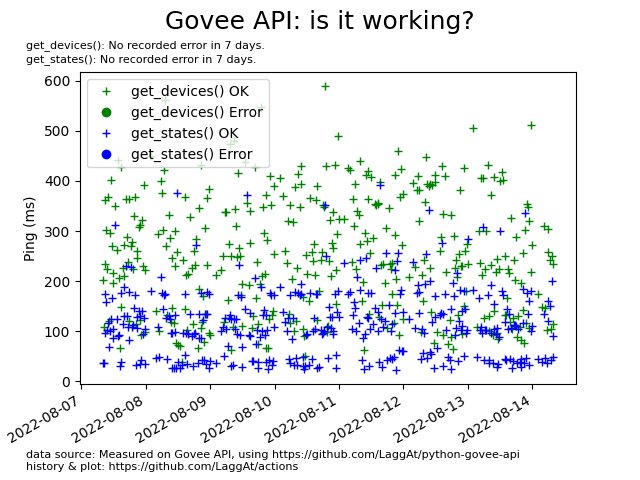 Govee API: is it working?
get_devices(): No recorded error in 7 days.
get_states(): No recorded error in 7 days.
get_devices() OK
get_devices() Error
get_states() OK
get_states() Error
Ping (ms)
600
500
400
300
200
100
0
2022-08-07
2022-08-08
2022-08-09
2022-08-10
2022-08-11
2022-08-12
2022-08-13
2022-08-14
data source: Measured on Govee API, using https://github.com/LaggAt/python-govee-api
history & plot: https://github.com/LaggAt/actions